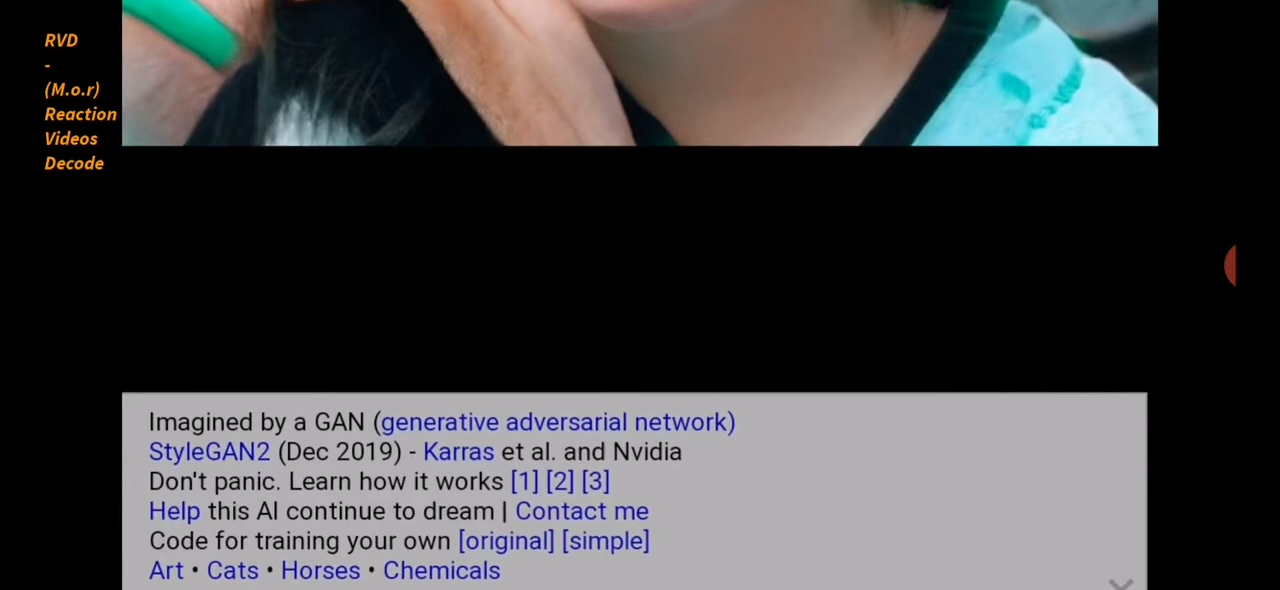 RVD
-
(M.o.r)
Reaction
Videos
Decode
Imagined by a GAN (generative adversarial network)
StyleGAN2 (Dec 2019) - Karras et al. and Nvidia
Don't panic. Learn how it works [1] [2] [3]
Help this AI continue to dream | Contact me
Code for training your own [original] [simple]
Art • Cats • Horses • Chemicals